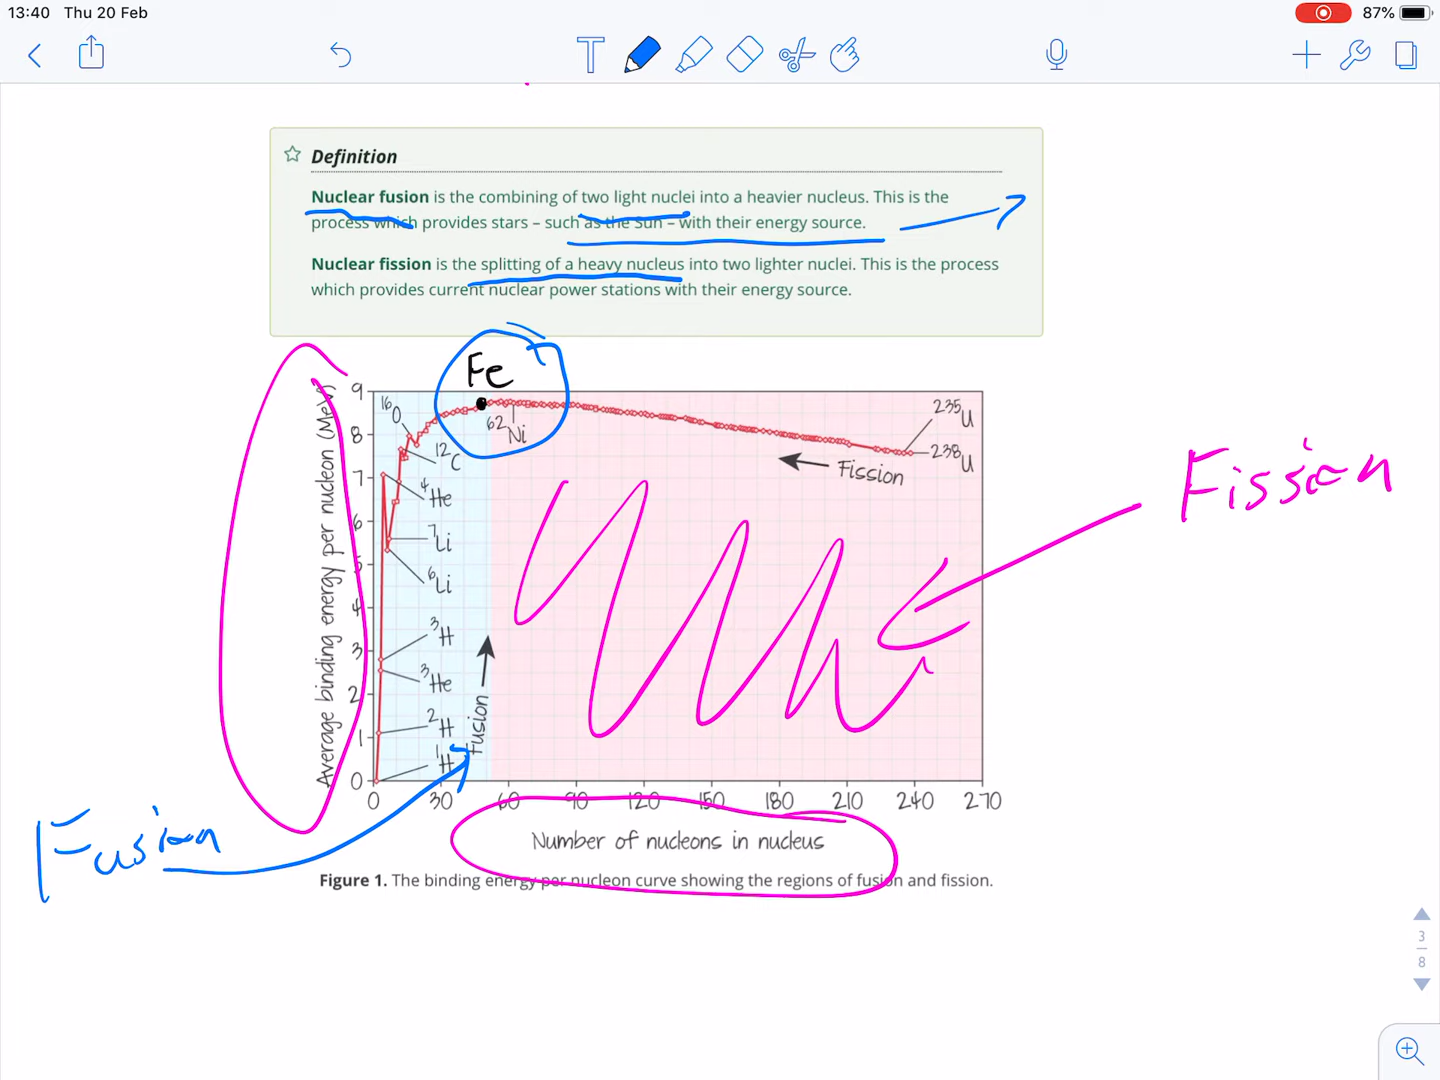 13:40 Thu 20 Feb
87%
T
Definition
Nuclear fusion is the combining of two light nuclei into a heavier nucleus. This is the
process which provides stars – such as the Sun – with their energy source.
Nuclear fission is the splitting of a heavy nucleus into two lighter nuclei. This is the process
which provides current nuclear power stations with their energy source.
Fe
Average binding energy per nucleon (MeV)
9
8
7
6
5
4
3
2
1
0
16O
12C
4He
7Li
6Li
3H
3He
2H
1H
62Ni
235U
238U
Fission
Fusion
Fission
Fusion
0 30 60 90 120 150 180 210 240 270
Number of nucleons in nucleus
Figure 1. The binding energy per nucleon curve showing the regions of fusion and fission.
3
8